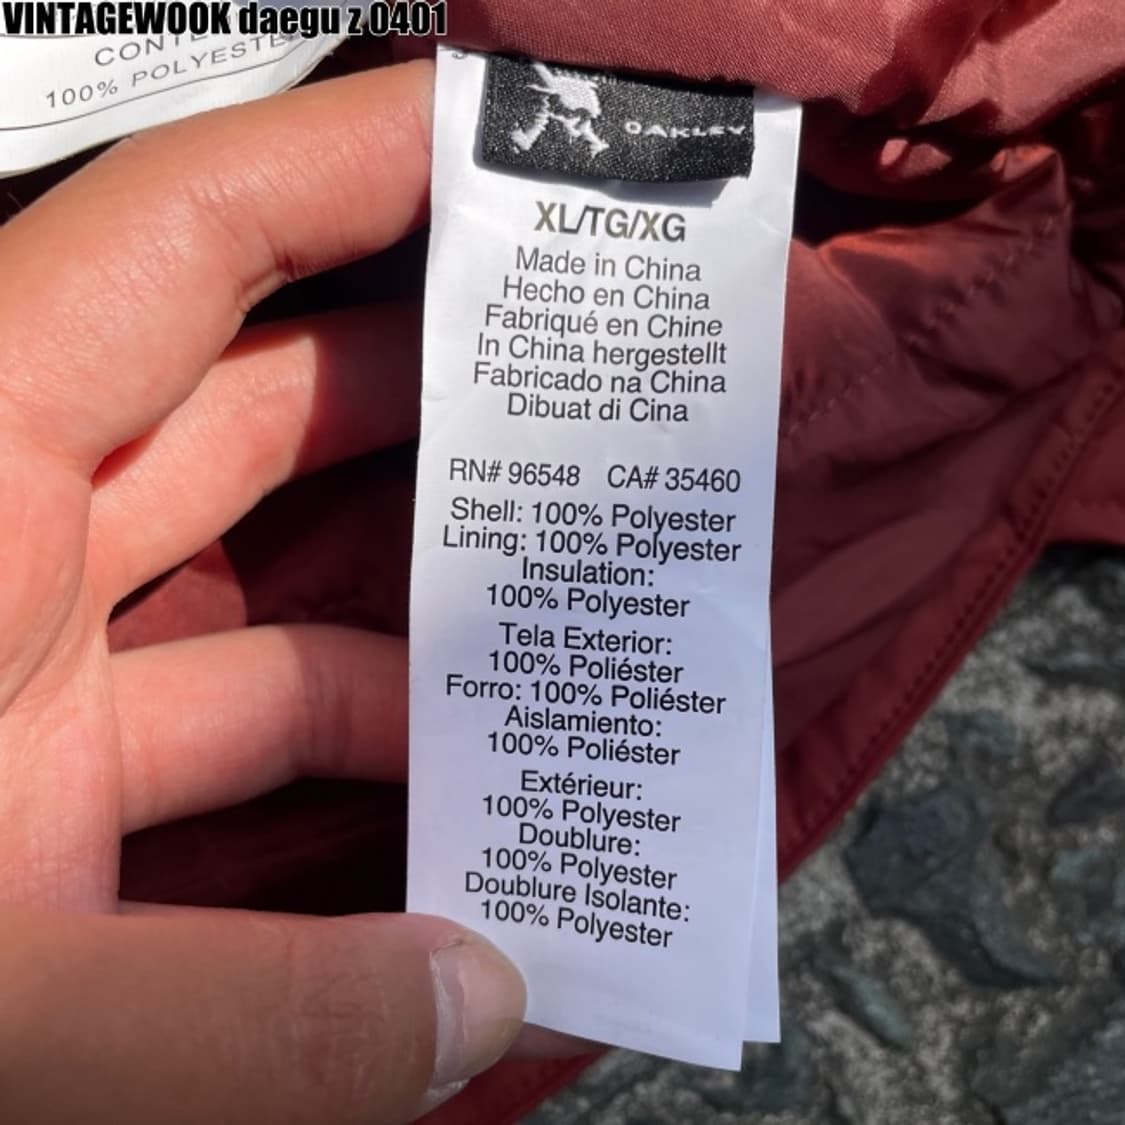 VINTAGEWOOK daegu z 0401
100% POLYESTE
OAKLEY
XL/TG/XG
Made in China
Hecho en China
Fabriqué en Chine
In China hergestellt
Fabricado na China
Dibuat di Cina
RN# 96548 CA# 35460
Shell: 100% Polyester
Lining: 100% Polyester
Insulation:
100% Polyester
Tela Exterior:
100% Poliéster
Forro: 100% Poliéster
Aislamiento:
100% Poliéster
Extérieur:
100% Polyester
Doublure:
100% Polyester
Doublure Isolante:
100% Polyester